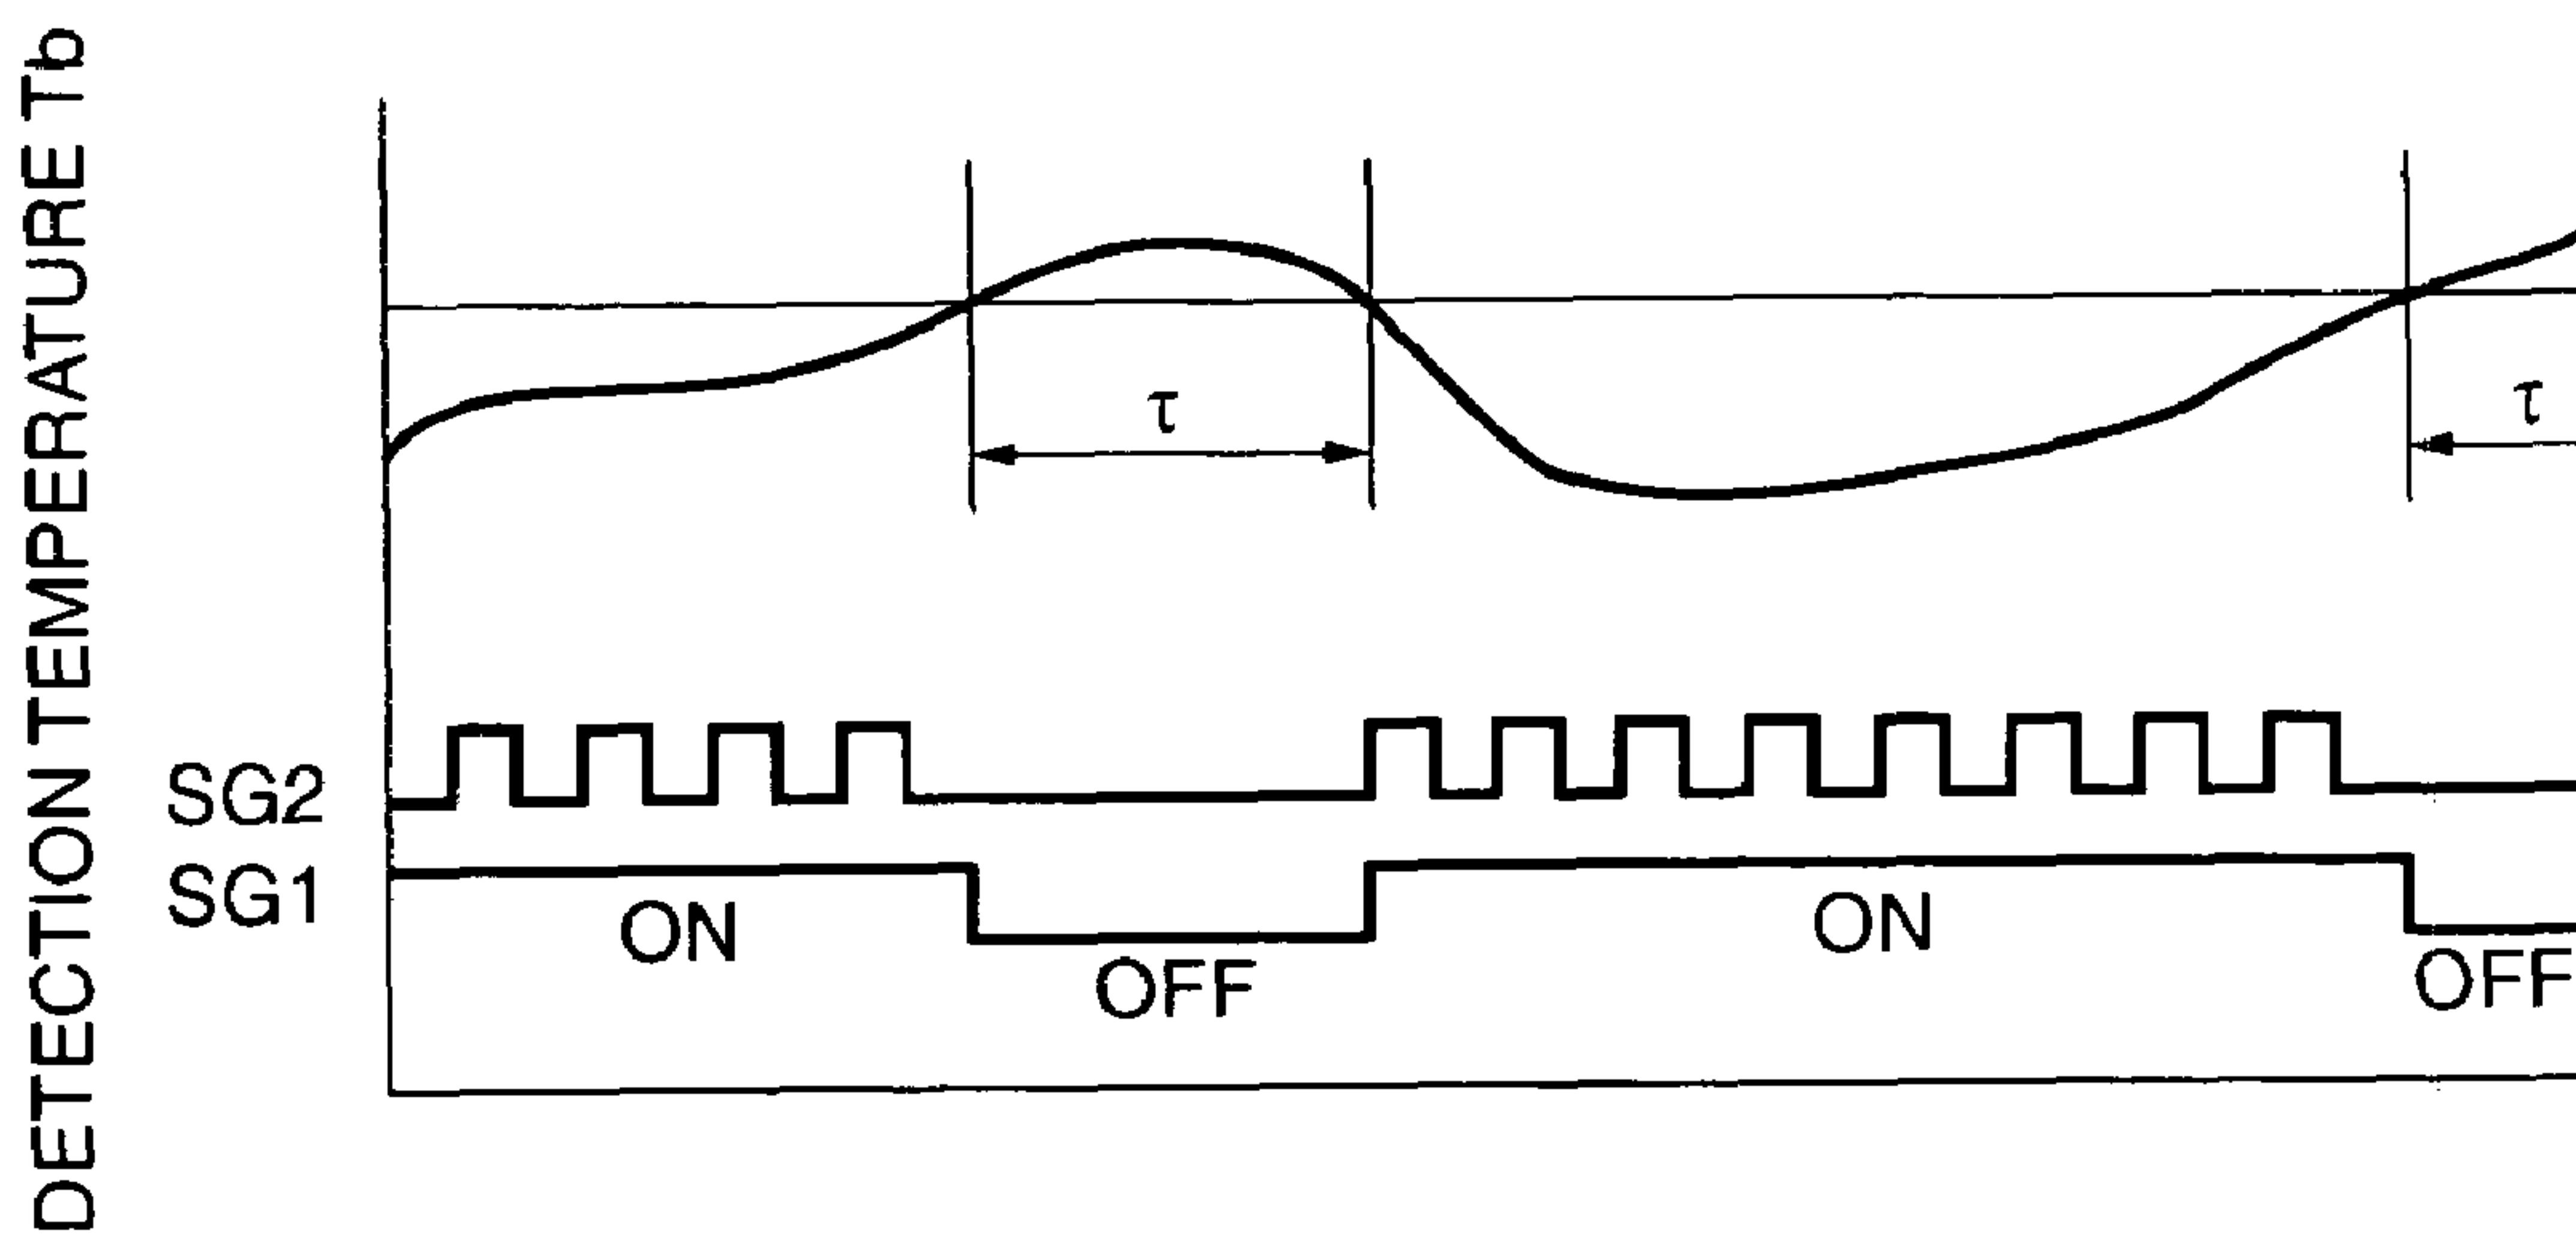 DETECTION TEMPERATURE Tb
τ
τ
SG2
SG1
ON
OFF
ON
OFF